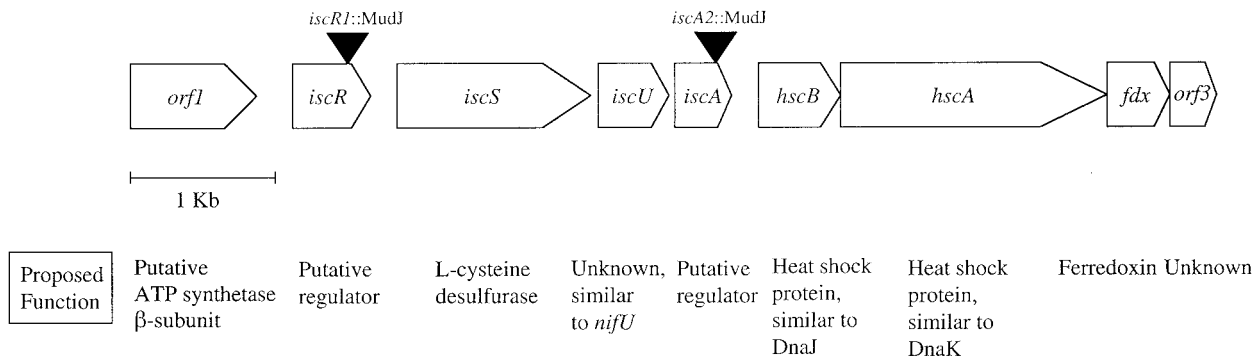 iscR1::MudJ iscA2::MudJ
orf1 iscR iscS iscU iscA hscB hscA fdx orf3
1 Kb
Proposed Function
Putative ATP synthetase β-subunit
Putative regulator
L-cysteine desulfurase
Unknown, similar to nifU
Putative regulator
Heat shock protein, similar to DnaJ
Heat shock protein, similar to DnaK
Ferredoxin
Unknown